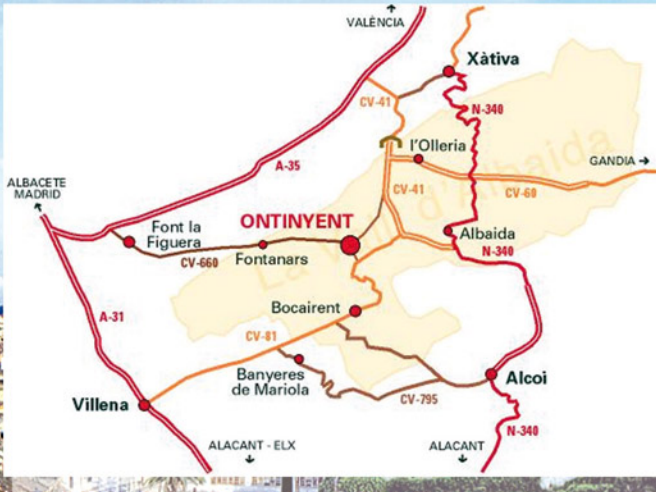 VALÈNCIA
Xàtiva
CV-41
N-340
l'Olleria
GANDIA
A-35
CV-41
CV-60
ALBACETE
MADRID
La Vall d'Albaida
Font la
Figuera
ONTINYENT
Albaida
Fontanars
CV-660
N-340
A-31
Bocairent
CV-81
Banyeres
de Mariola
Alcoi
Villena
CV-795
N-340
ALACANT - ELX
ALACANT